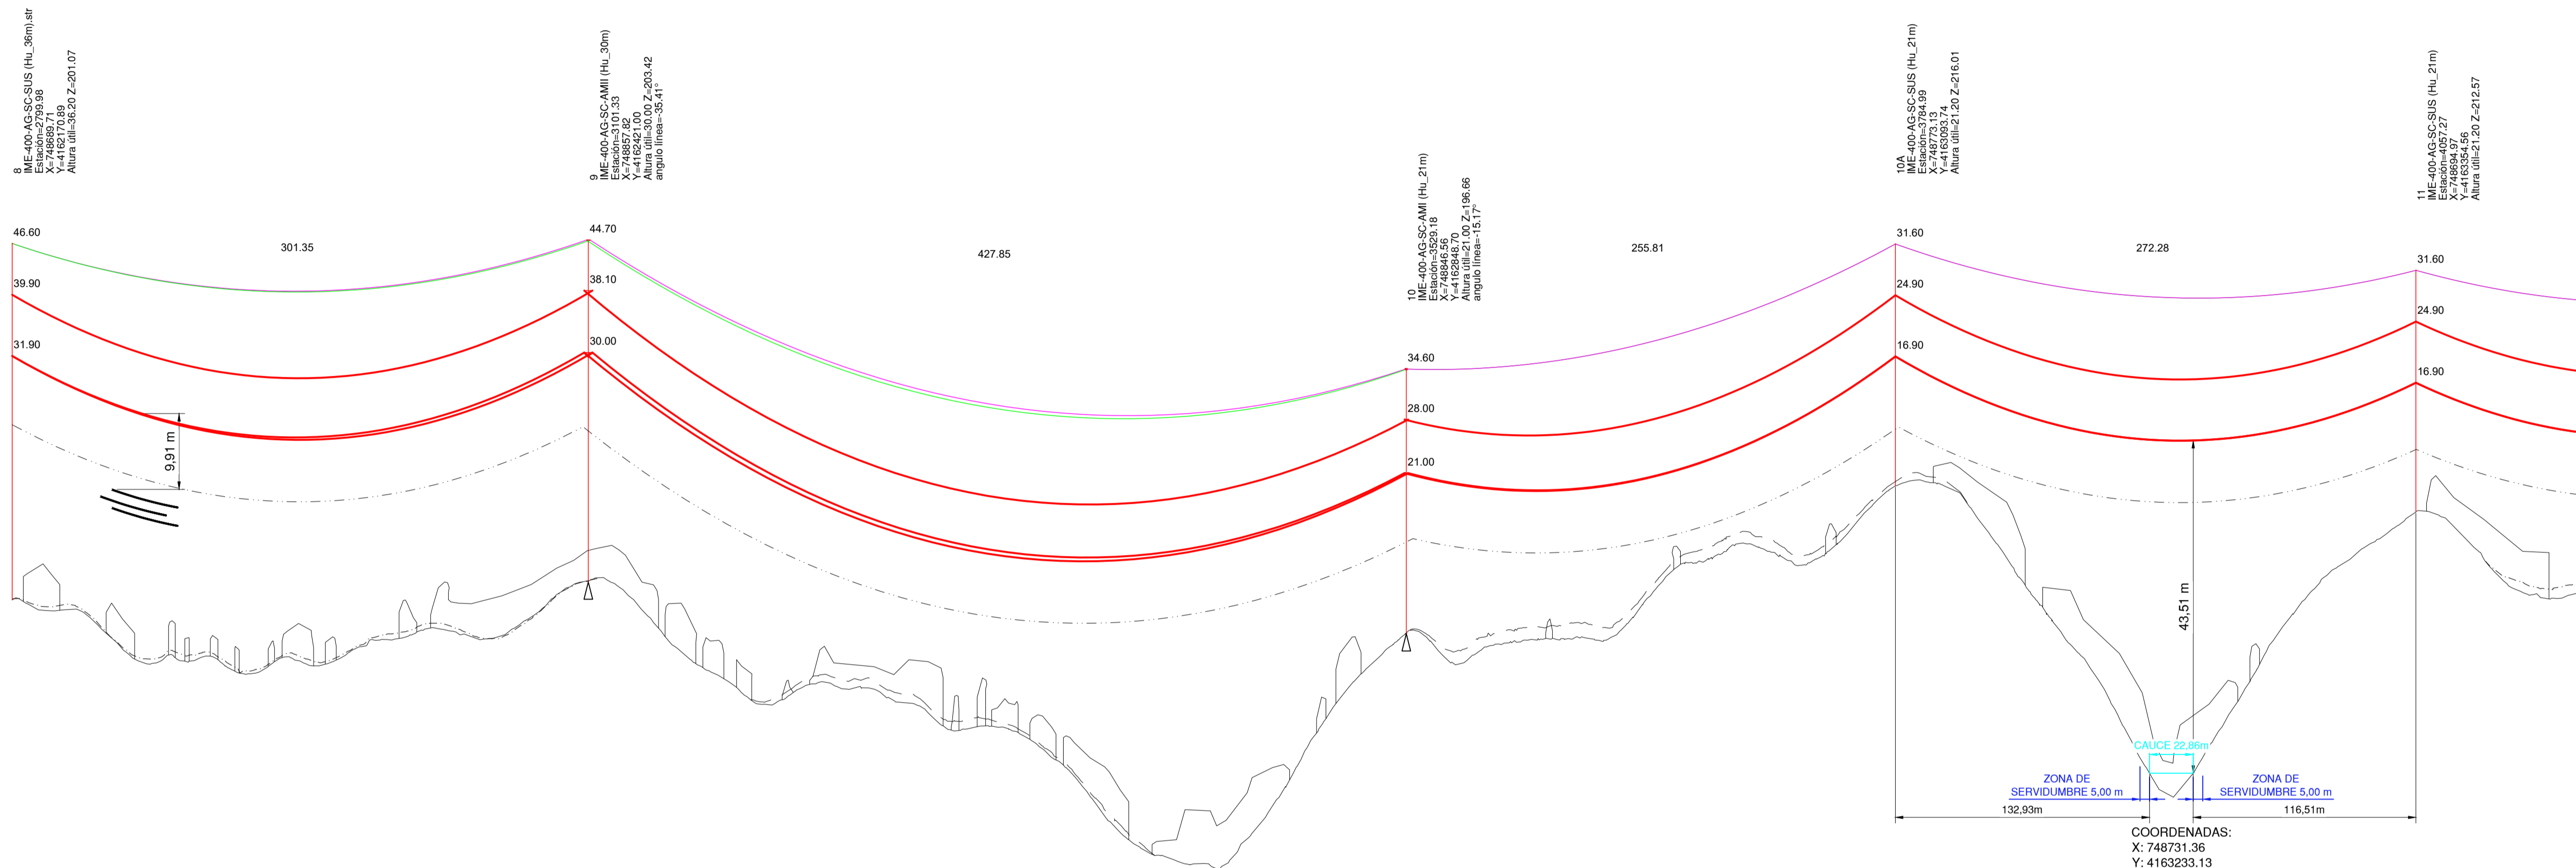 8
IME-400-AG-SC-SUS (Hu_36m).str
Estación=2799.98
X=748689.71
Y=4162170.89
Altura útil=36.20 Z=201.07
9
IME-400-AG-SC-AMII (Hu_30m)
Estación=3101.33
X=748857.82
Y=4162421.00
Altura útil=30.00 Z=203.42
angulo línea=-35.41°
10
IME-400-AG-SC-AMI (Hu_21m)
Estación=3529.18
X=748846.56
Y=4162848.70
Altura útil=21.00 Z=196.66
angulo línea=-15.17°
10A
IME-400-AG-SC-SUS (Hu_21m)
Estación=3784.99
X=748773.13
Y=4163093.74
Altura útil=21.20 Z=216.01
11
IME-400-AG-SC-SUS (Hu_21m)
Estación=4057.27
X=748694.97
Y=4163354.56
Altura útil=21.20 Z=212.57
46.60
301.35
44.70
427.85
255.81
31.60
272.28
31.60
39.90
38.10
24.90
24.90
31.90
30.00
34.60
16.90
16.90
28.00
21.00
9,91 m
43,51 m
CAUCE 22,86m
ZONA DE
SERVIDUMBRE 5,00 m
ZONA DE
SERVIDUMBRE 5,00 m
132,93m
116,51m
COORDENADAS:
X: 748731.36
Y: 4163233.13